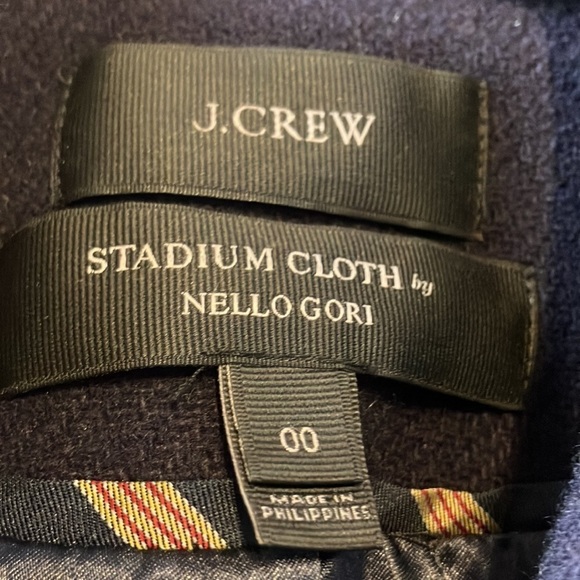 J.CREW
STADIUM CLOTH by
NELLO GORI
00
MADE IN
PHILIPPINES